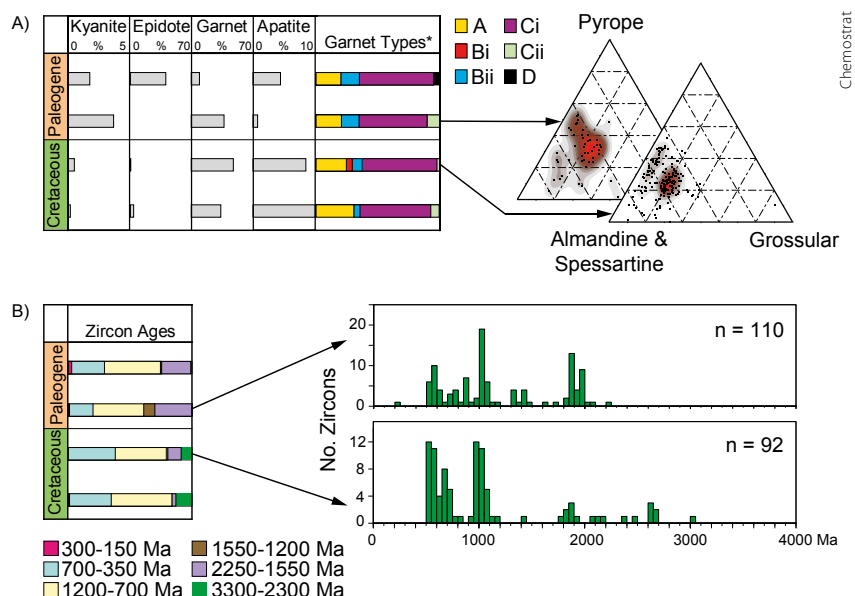 A)
Kyanite Epidote Garnet Apatite
0 % 5 0 % 70 0 % 70 0 % 10
Garnet Types*
Paleogene
Cretaceous
A Ci
Bi Cii
Bii D
Pyrope
Almandine &
Spessartine
Grossular
Chemostrat
B)
Zircon Ages
Paleogene
Cretaceous
300-150 Ma 1550-1200 Ma
700-350 Ma 2250-1550 Ma
1200-700 Ma 3300-2300 Ma
No. Zircons
20
10
0
n = 110
12
8
4
0
n = 92
0 1000 2000 3000 4000 Ma